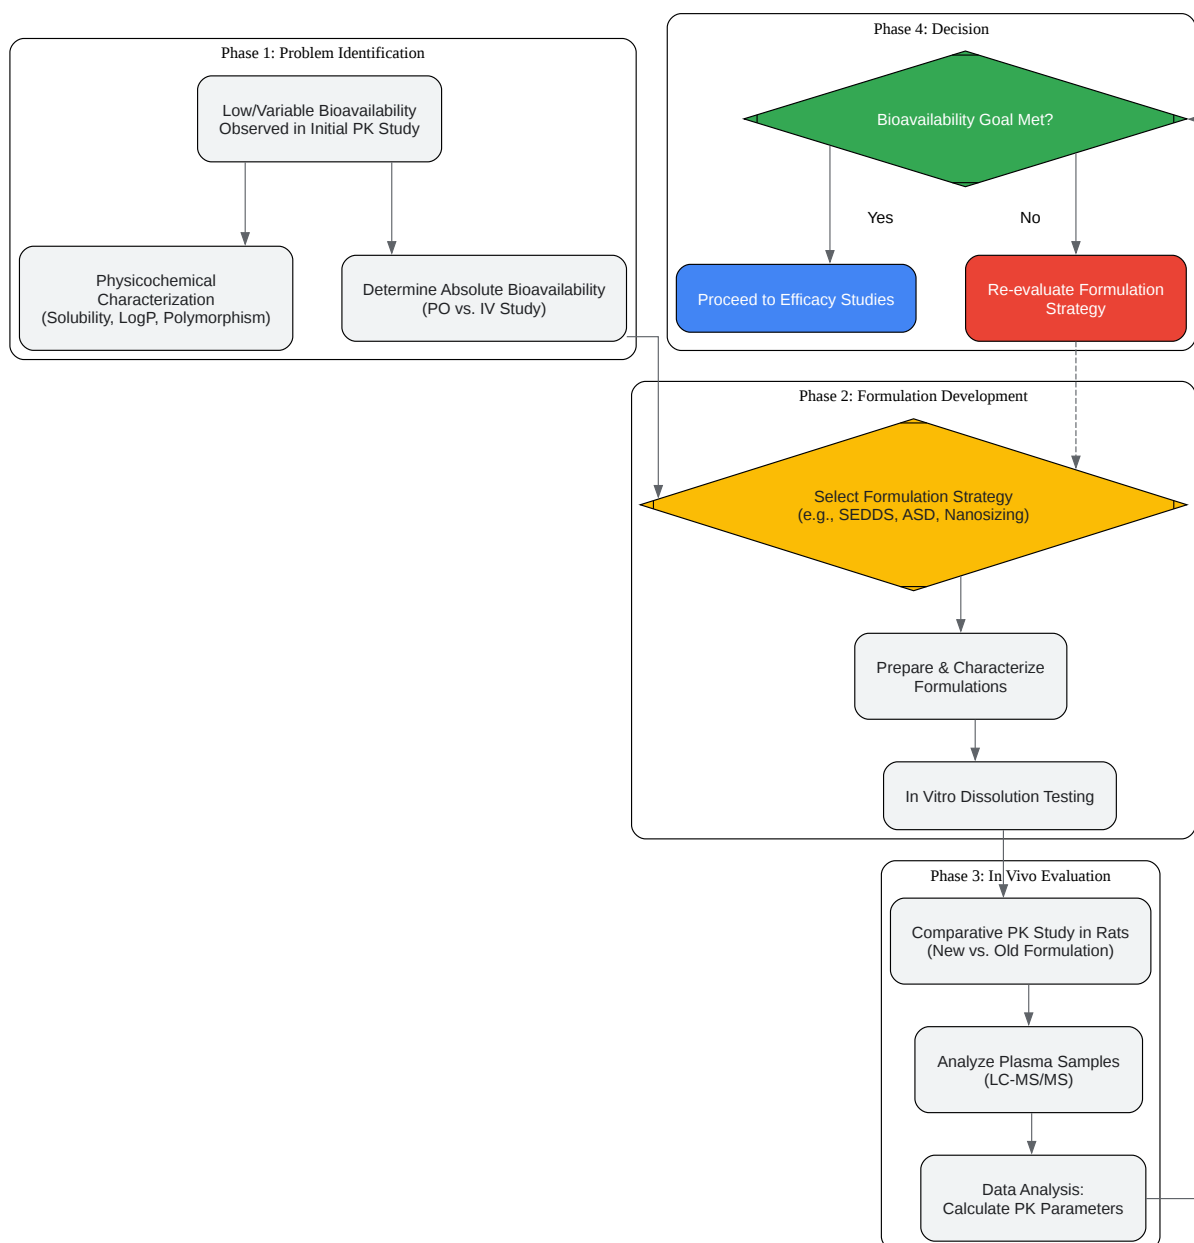 Phase 1: Problem Identification
Low/Variable Bioavailability
Observed in Initial PK Study
Physicochemical
Characterization
(Solubility, LogP, Polymorphism)
Determine Absolute Bioavailability
(PO vs. IV Study)
Phase 4: Decision
Bioavailability Goal Met?
Yes
No
Proceed to Efficacy Studies
Re-evaluate Formulation
Strategy
Phase 2: Formulation Development
Select Formulation Strategy
(e.g., SEDDS, ASD, Nanosizing)
Prepare & Characterize
Formulations
In Vitro Dissolution Testing
Phase 3: In Vivo Evaluation
Comparative PK Study in Rats
(New vs. Old Formulation)
Analyze Plasma Samples
(LC-MS/MS)
Data Analysis:
Calculate PK Parameters